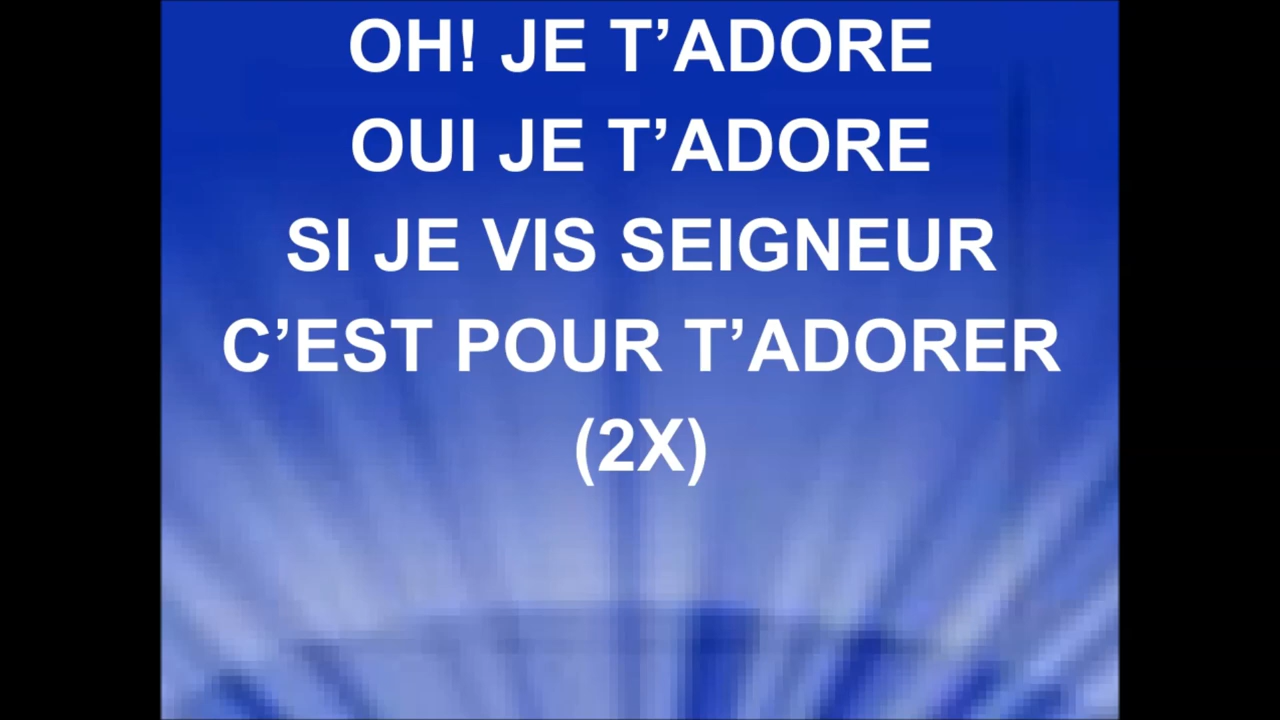 OH! JE T’ADORE
OUI JE T’ADORE
SI JE VIS SEIGNEUR
C’EST POUR T’ADORER
(2X)